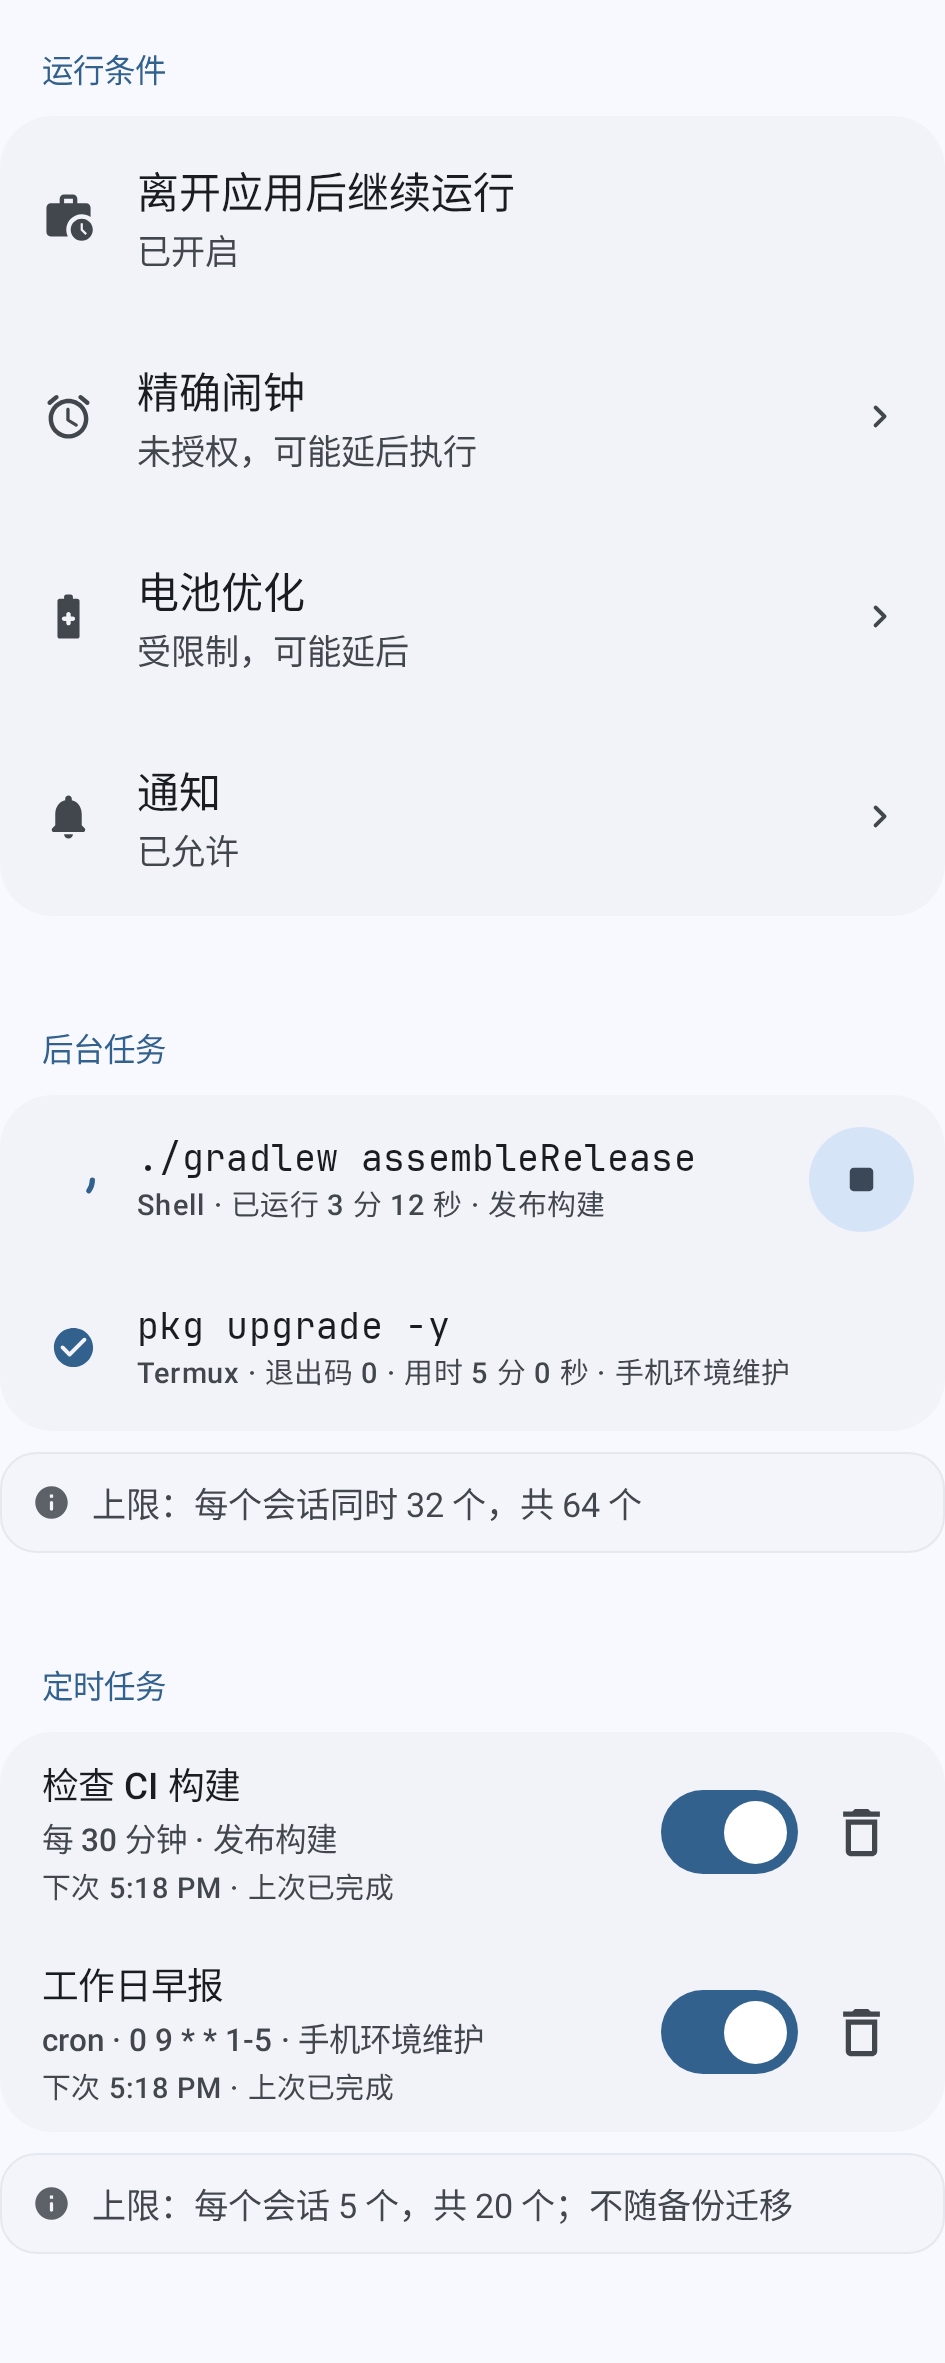 运行条件
离开应用后继续运行
已开启
精确闹钟
未授权，可能延后执行
电池优化
受限制，可能延后
通知
已允许
后台任务
./gradlew assembleRelease
Shell · 已运行 3 分 12 秒 · 发布构建
pkg upgrade -y
Termux · 退出码 0 · 用时 5 分 0 秒 · 手机环境维护
上限：每个会话同时 32 个，共 64 个
定时任务
检查 CI 构建
每 30 分钟 · 发布构建
下次 5:18 PM · 上次已完成
工作日早报
cron · 0 9 * * 1-5 · 手机环境维护
下次 5:18 PM · 上次已完成
上限：每个会话 5 个，共 20 个；不随备份迁移